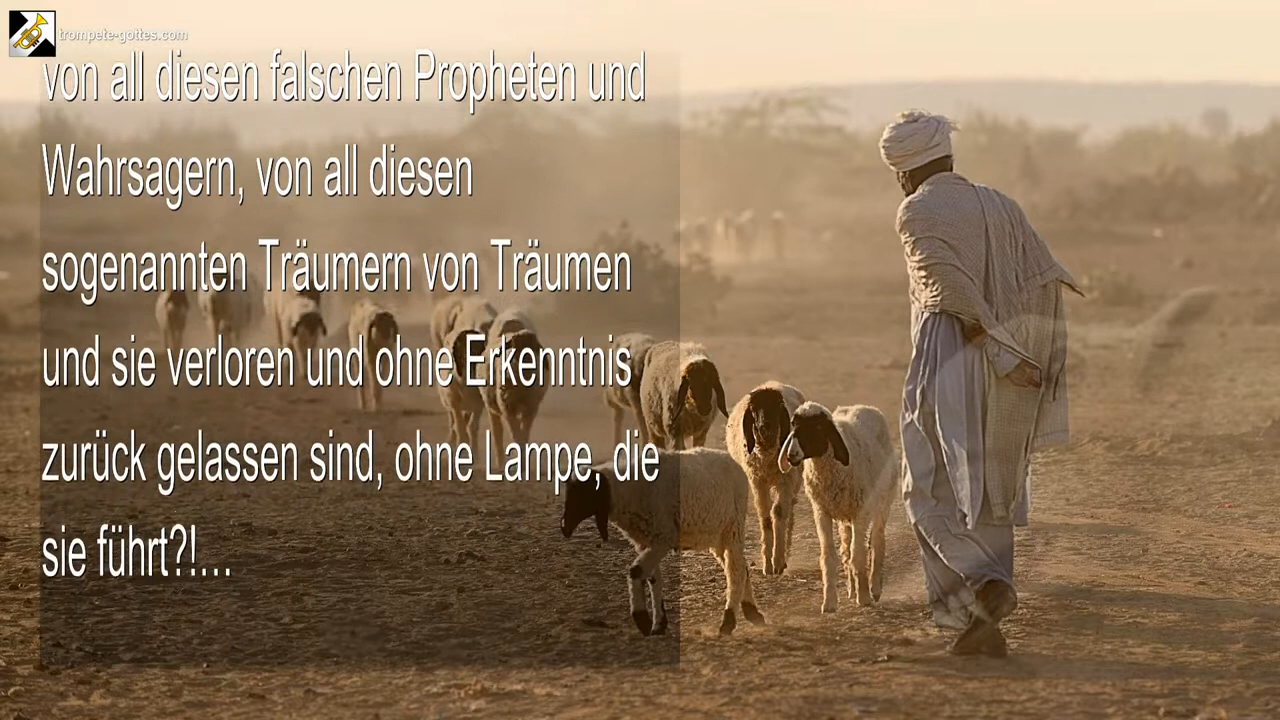 trompete-gottes.com
von all diesen falschen Propheten und
Wahrsagern, von all diesen
sogenannten Träumern von Träumen
und sie verloren und ohne Erkenntnis
zurück gelassen sind, ohne Lampe, die
sie führt?!...